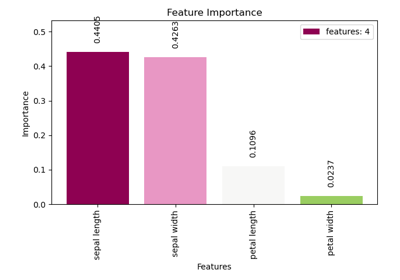 Feature Importance
features: 4
0.5
0.4
0.3
0.2
0.1
0.0
Importance
0.4405
0.4263
0.1096
0.0237
sepal length
sepal width
petal length
petal width
Features